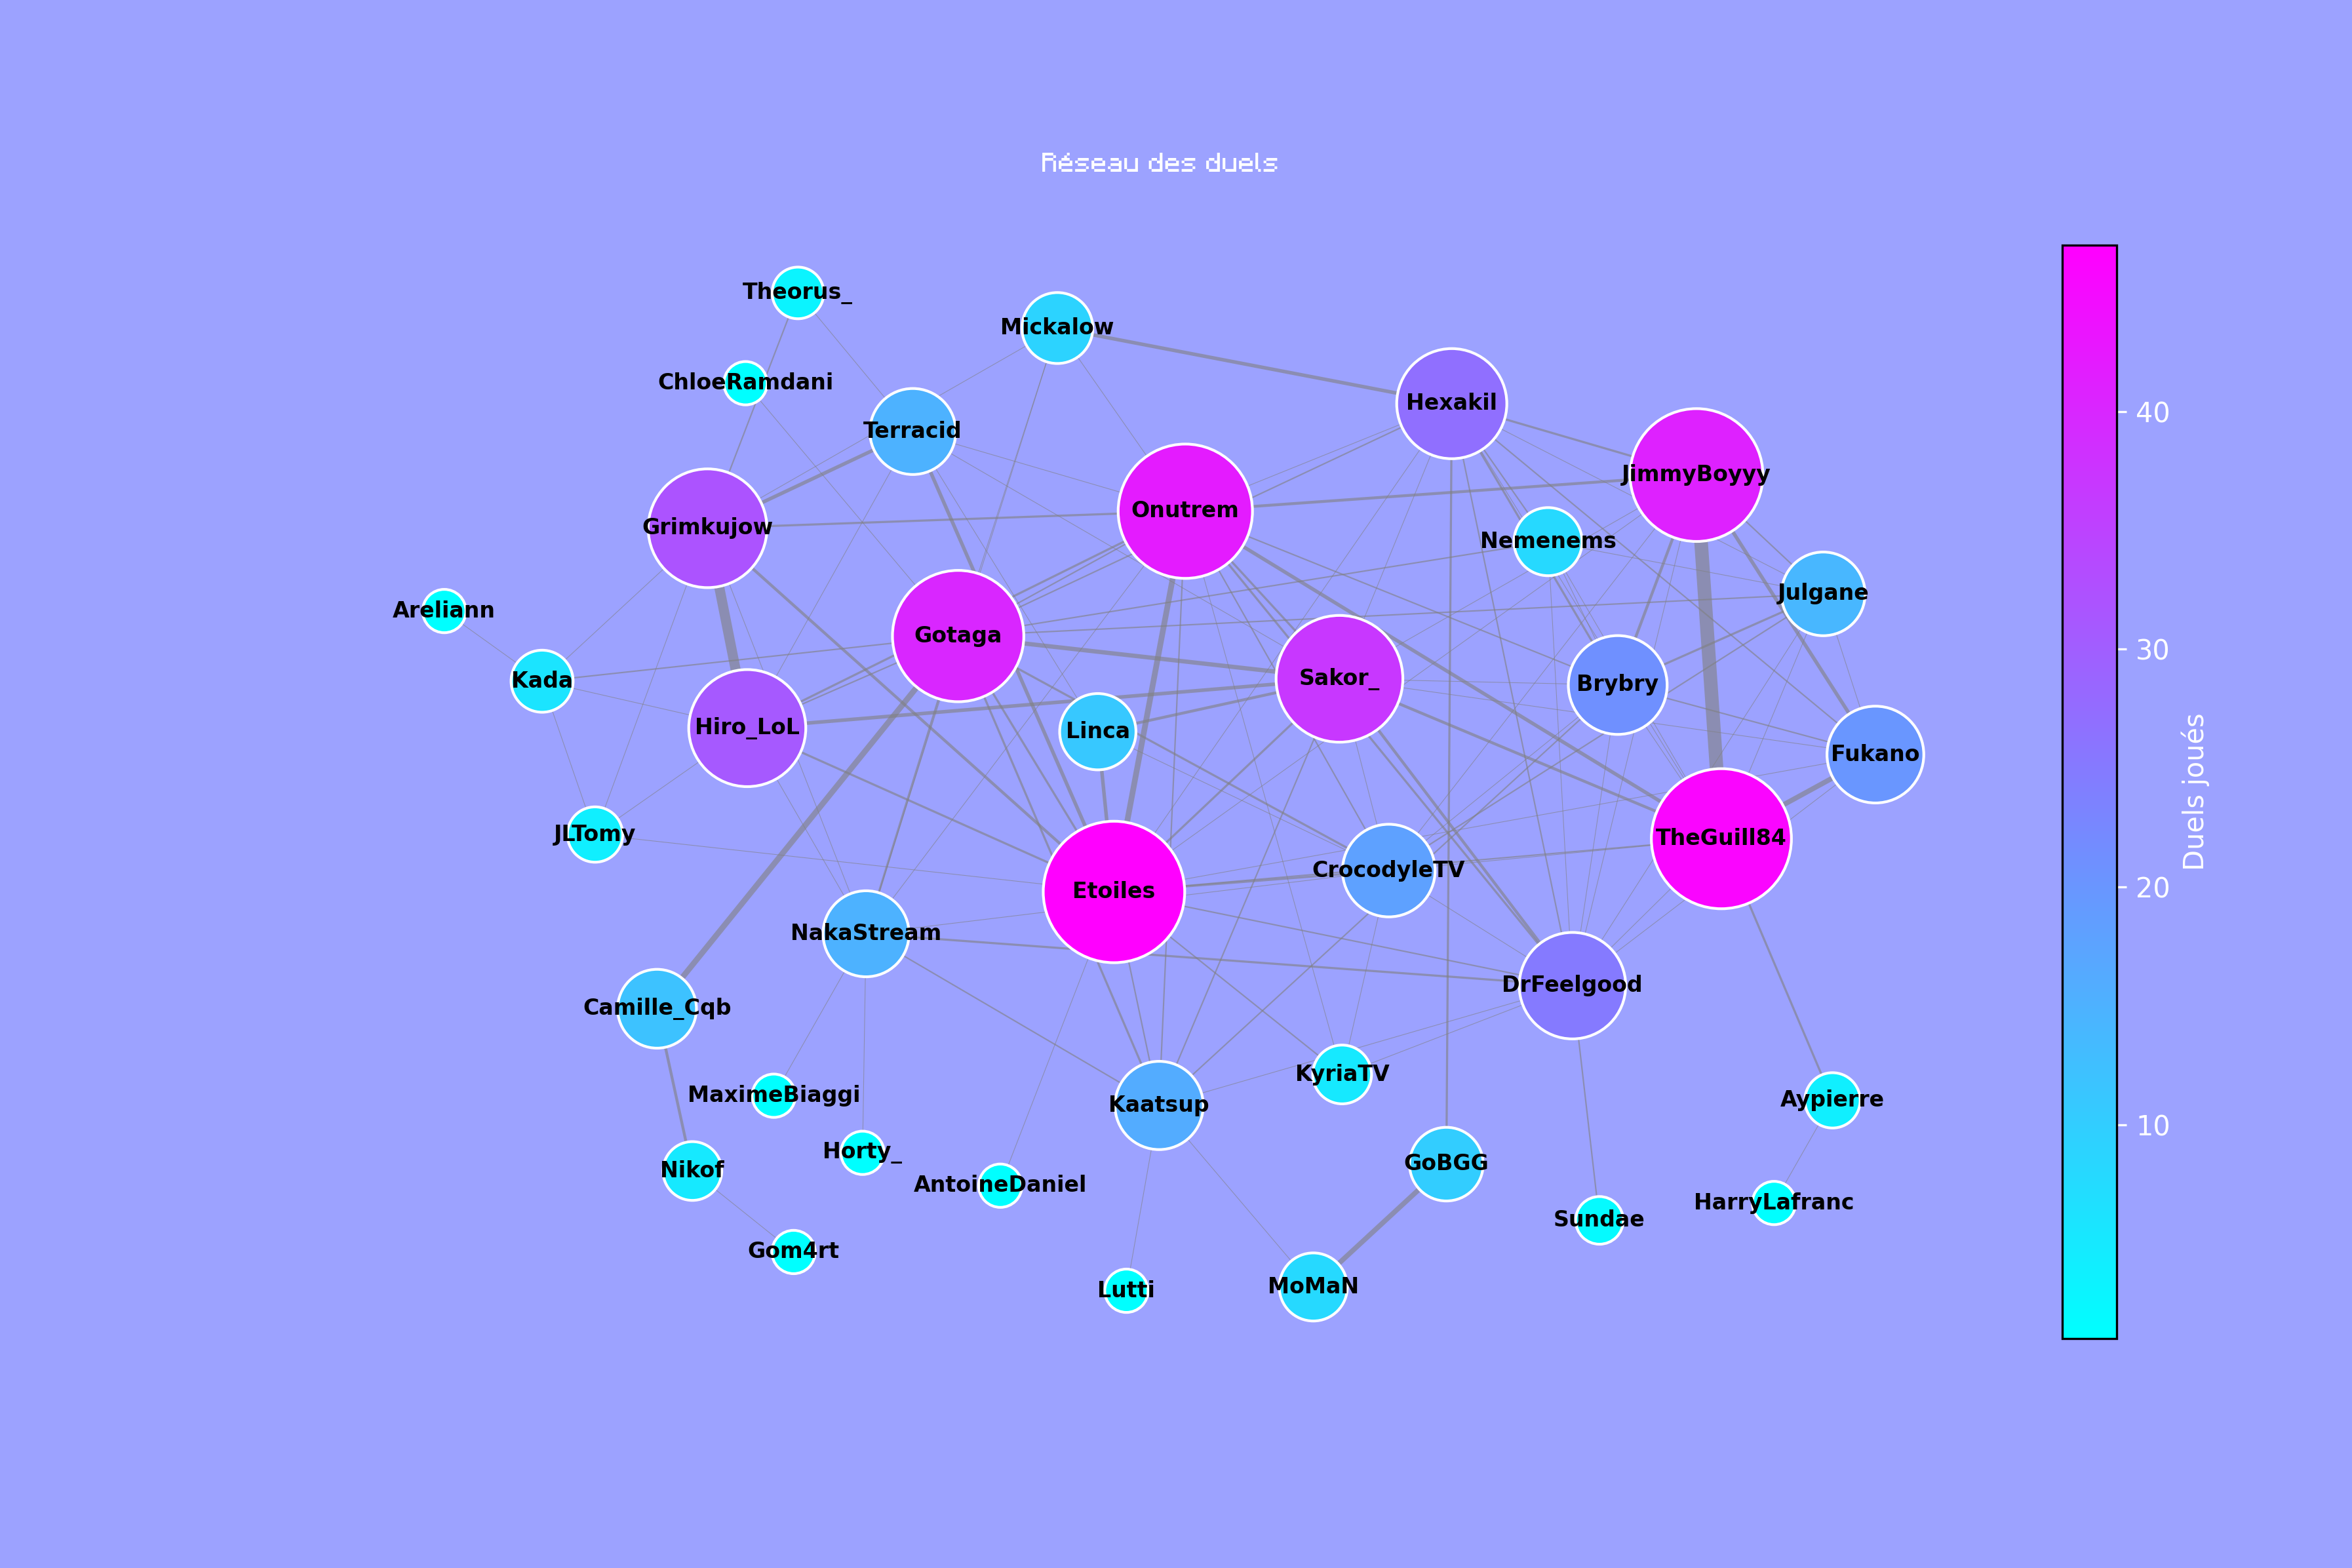 Réseau des duels
Theorus_
Mickalow
ChloeRamdani
Hexakil
Terracid
JimmyBoyyy
Onutrem
Grimkujow
Nemenems
Julgane
Areliann
Gotaga
Kada
Sakor_
Brybry
Hiro_LoL
Linca
Fukano
JLTomy
TheGuill84
CrocodyleTV
Etoiles
NakaStream
DrFeelgood
Camille_Cqb
KyriaTV
MaximeBiaggi
Aypierre
Kaatsup
Horty_
GoBGG
Nikof
AntoineDaniel
HarryLafranc
Sundae
Gom4rt
MoMaN
Lutti
40
30
20
10
Duels joués